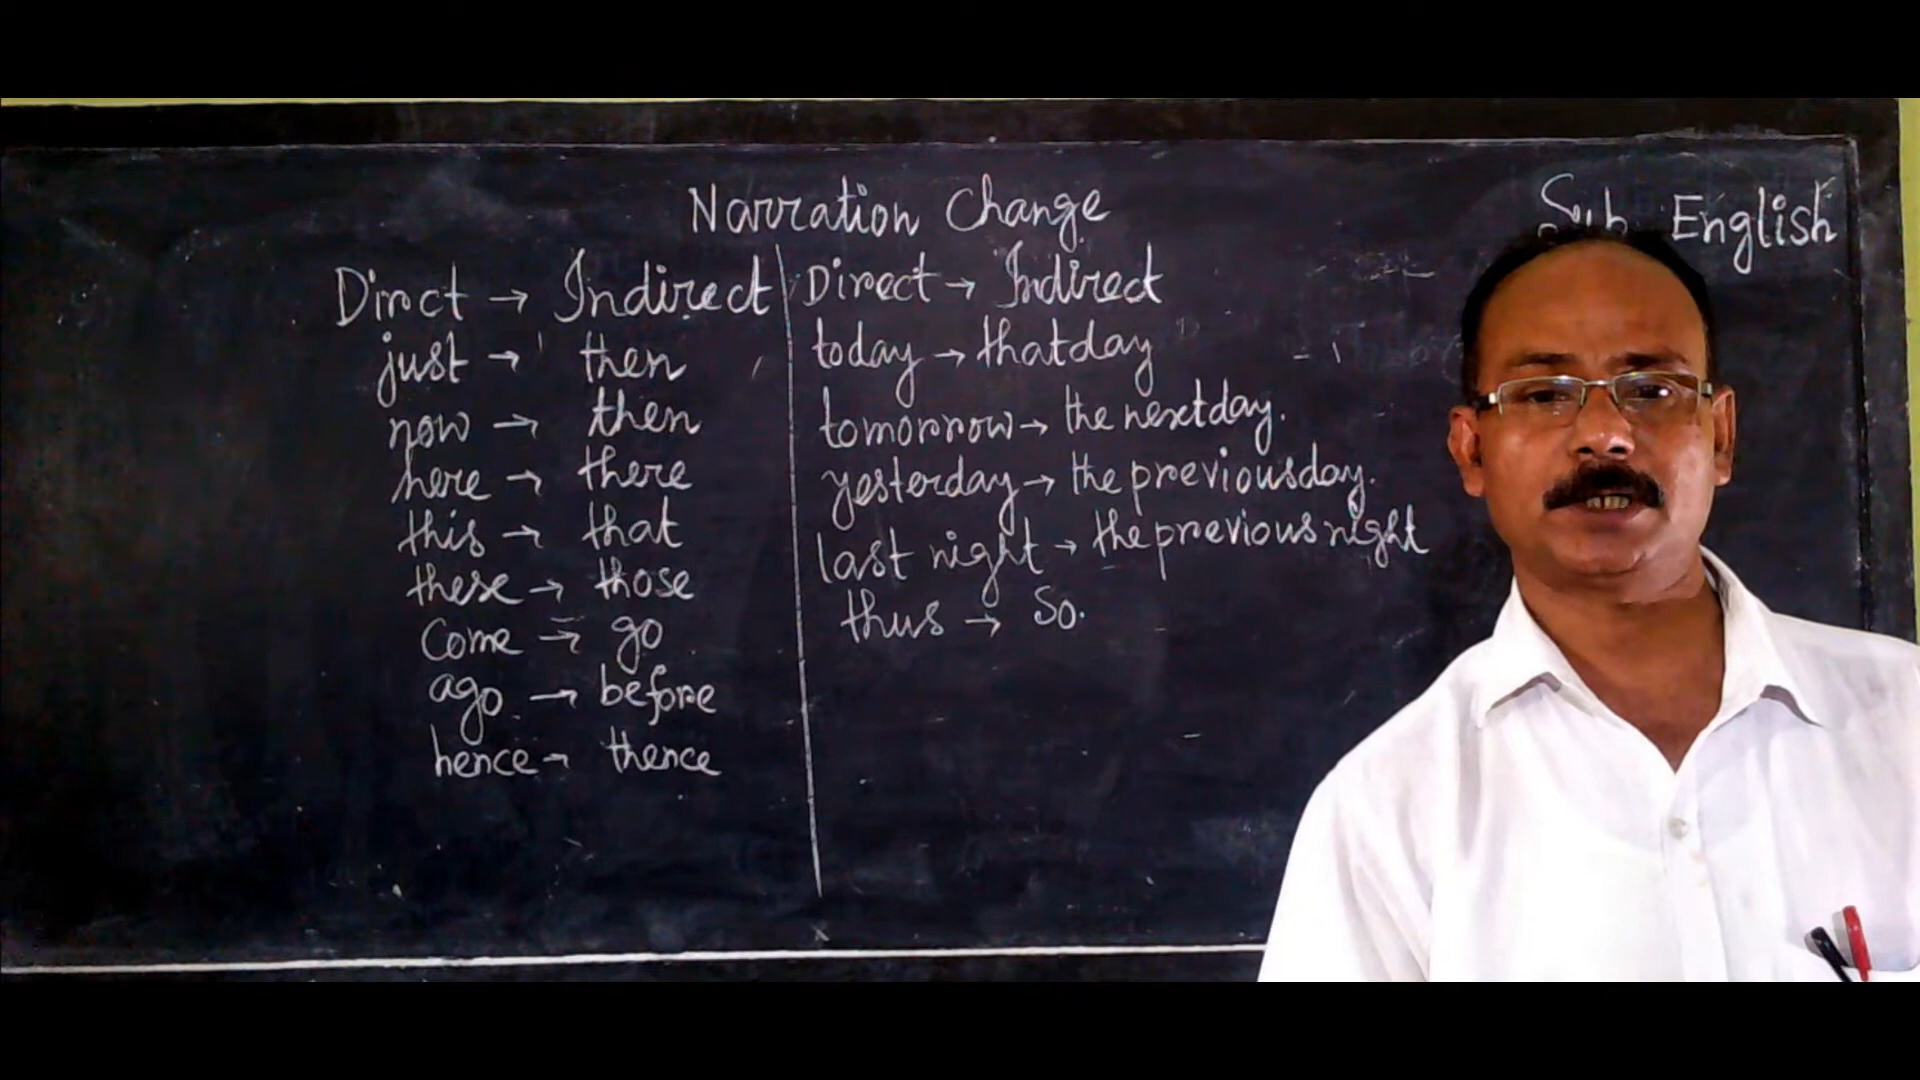 Narration Change
Sub English
Direct → Indirect
just → then
now → then
here → there
this → that
these → those
Come → go
ago → before
hence → thence
Direct → Indirect
today → thatday
tomorrow → the nextday.
yesterday → the previousday.
last night → the previous night
thus → So.